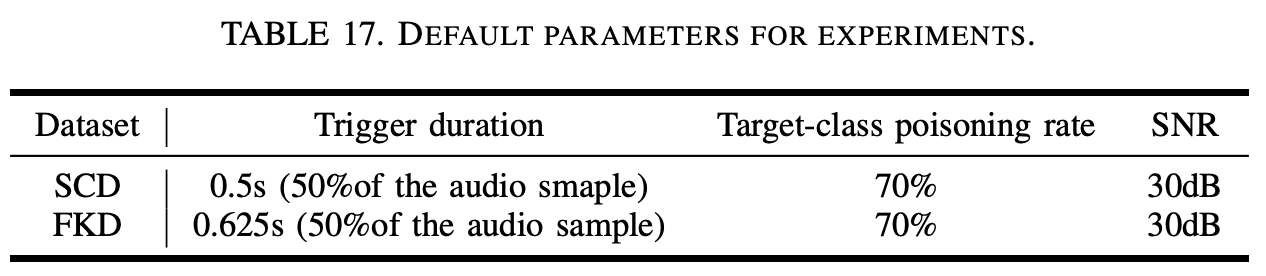 TABLE 17. DEFAULT PARAMETERS FOR EXPERIMENTS.
Dataset Trigger duration Target-class poisoning rate SNR
SCD 0.5s (50%of the audio smaple) 70% 30dB
FKD 0.625s (50%of the audio sample) 70% 30dB